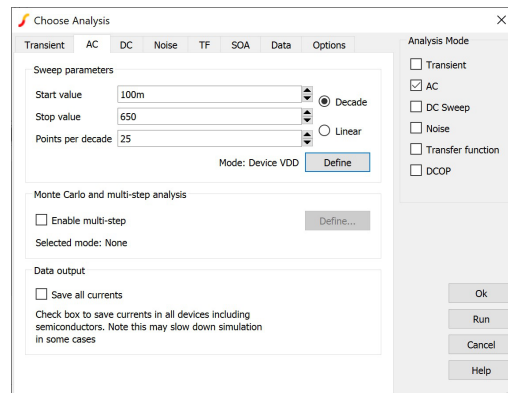 Choose Analysis
Transient AC DC Noise TF SOA Data Options
Sweep parameters
Start value 100m
Stop value 650
Points per decade 25
Decade
Linear
Mode: Device VDD Define
Monte Carlo and multi-step analysis
Enable multi-step Define...
Selected mode: None
Data output
Save all currents
Check box to save currents in all devices including
semiconductors. Note this may slow down simulation
in some cases
Analysis Mode
Transient
AC
DC Sweep
Noise
Transfer function
DCOP
Ok
Run
Cancel
Help